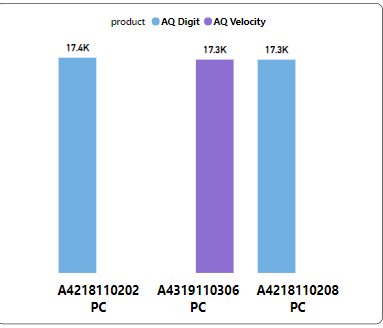 product AQ Digit AQ Velocity
17.4K 17.3K 17.3K
A4218110202 A4319110306 A4218110208
PC PC PC